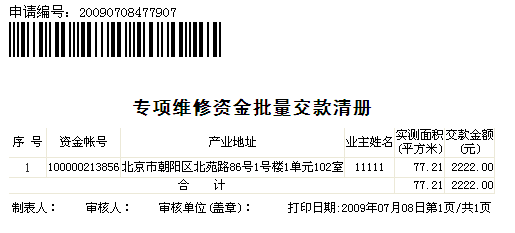 申请编号：20090708477907
专项维修资金批量交款清册
序 号 资金帐号 产业地址 业主姓名 实测面积(平方米) 交款金额(元)
1 100000213856 北京市朝阳区北苑路86号1号楼1单元102室 11111 77.21 2222.00
合 计 77.21 2222.00
制表人： 审核人： 审核单位(盖章)： 打印日期:2009年07月08日第1页/共1页